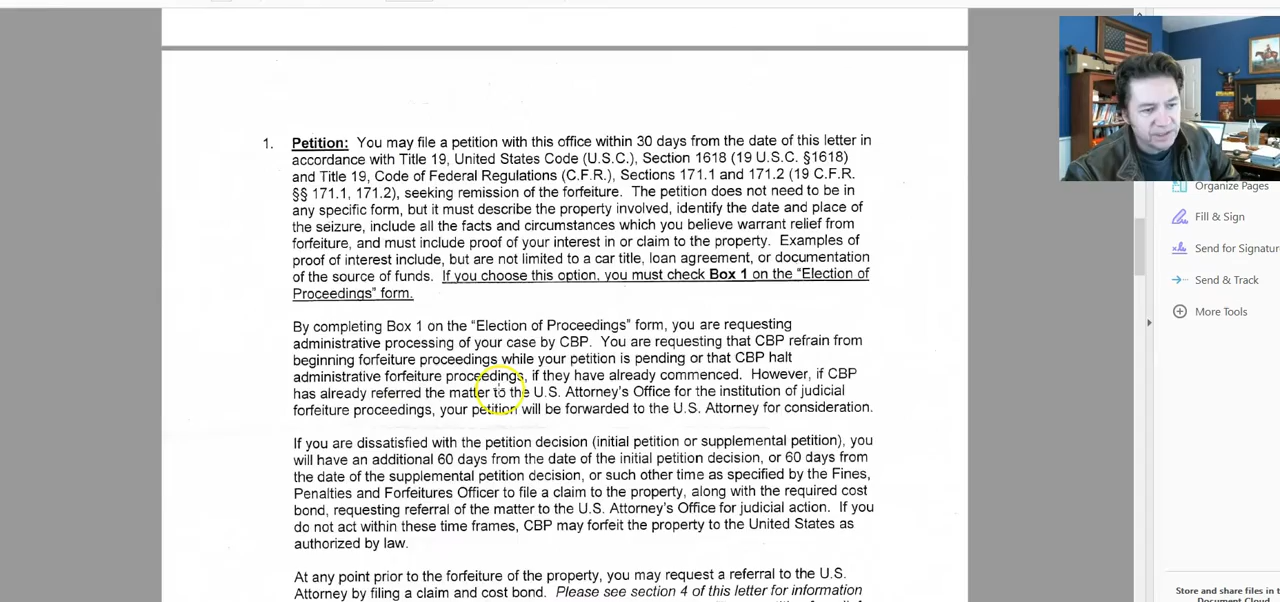 1. Petition: You may file a petition with this office within 30 days from the date of this letter in
accordance with Title 19, United States Code (U.S.C.), Section 1618 (19 U.S.C. §1618)
and Title 19, Code of Federal Regulations (C.F.R.), Sections 171.1 and 171.2 (19 C.F.R.
§§ 171.1, 171.2), seeking remission of the forfeiture. The petition does not need to be in
any specific form, but it must describe the property involved, identify the date and place of
the seizure, include all the facts and circumstances which you believe warrant relief from
forfeiture, and must include proof of your interest in or claim to the property. Examples of
proof of interest include, but are not limited to a car title, loan agreement, or documentation
of the source of funds. If you choose this option, you must check Box 1 on the "Election of
Proceedings" form.
By completing Box 1 on the "Election of Proceedings" form, you are requesting
administrative processing of your case by CBP. You are requesting that CBP refrain from
beginning forfeiture proceedings while your petition is pending or that CBP halt
administrative forfeiture proceedings, if they have already commenced. However, if CBP
has already referred the matter to the U.S. Attorney's Office for the institution of judicial
forfeiture proceedings, your petition will be forwarded to the U.S. Attorney for consideration.
If you are dissatisfied with the petition decision (initial petition or supplemental petition), you
will have an additional 60 days from the date of the initial petition decision, or 60 days from
the date of the supplemental petition decision, or such other time as specified by the Fines,
Penalties and Forfeitures Officer to file a claim to the property, along with the required cost
bond, requesting referral of the matter to the U.S. Attorney's Office for judicial action. If you
do not act within these time frames, CBP may forfeit the property to the United States as
authorized by law.
At any point prior to the forfeiture of the property, you may request a referral to the U.S.
Attorney by filing a claim and cost bond. Please see section 4 of this letter for information
Organize Pages
Fill & Sign
Send for Signatur
Send & Track
More Tools
Store and share files in t
Document Cloud